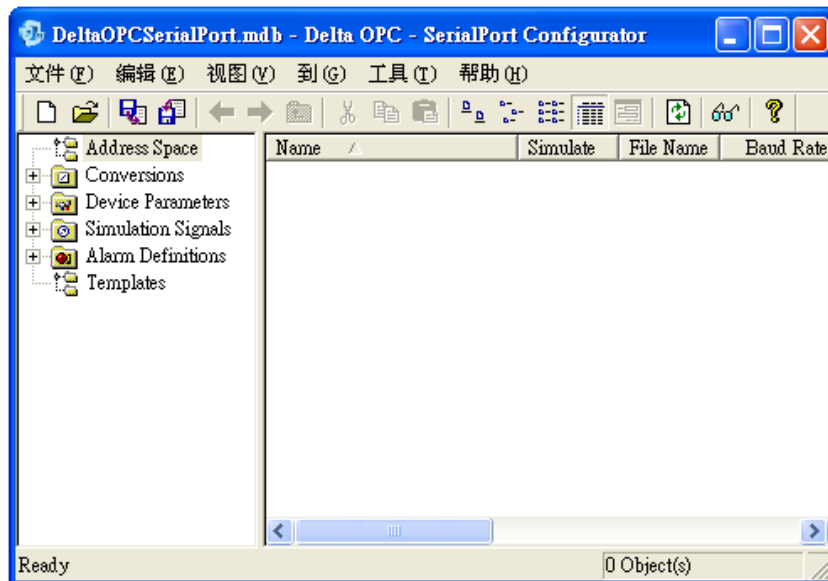 DeltaOPCSerialPort.mdb - Delta OPC - SerialPort Configurator
文件(F) 编辑(E) 视图(V) 到(G) 工具(T) 帮助(H)
Address Space
Conversions
Device Parameters
Simulation Signals
Alarm Definitions
Templates
Name Simulate File Name Baud Rate
Ready 0 Object(s)